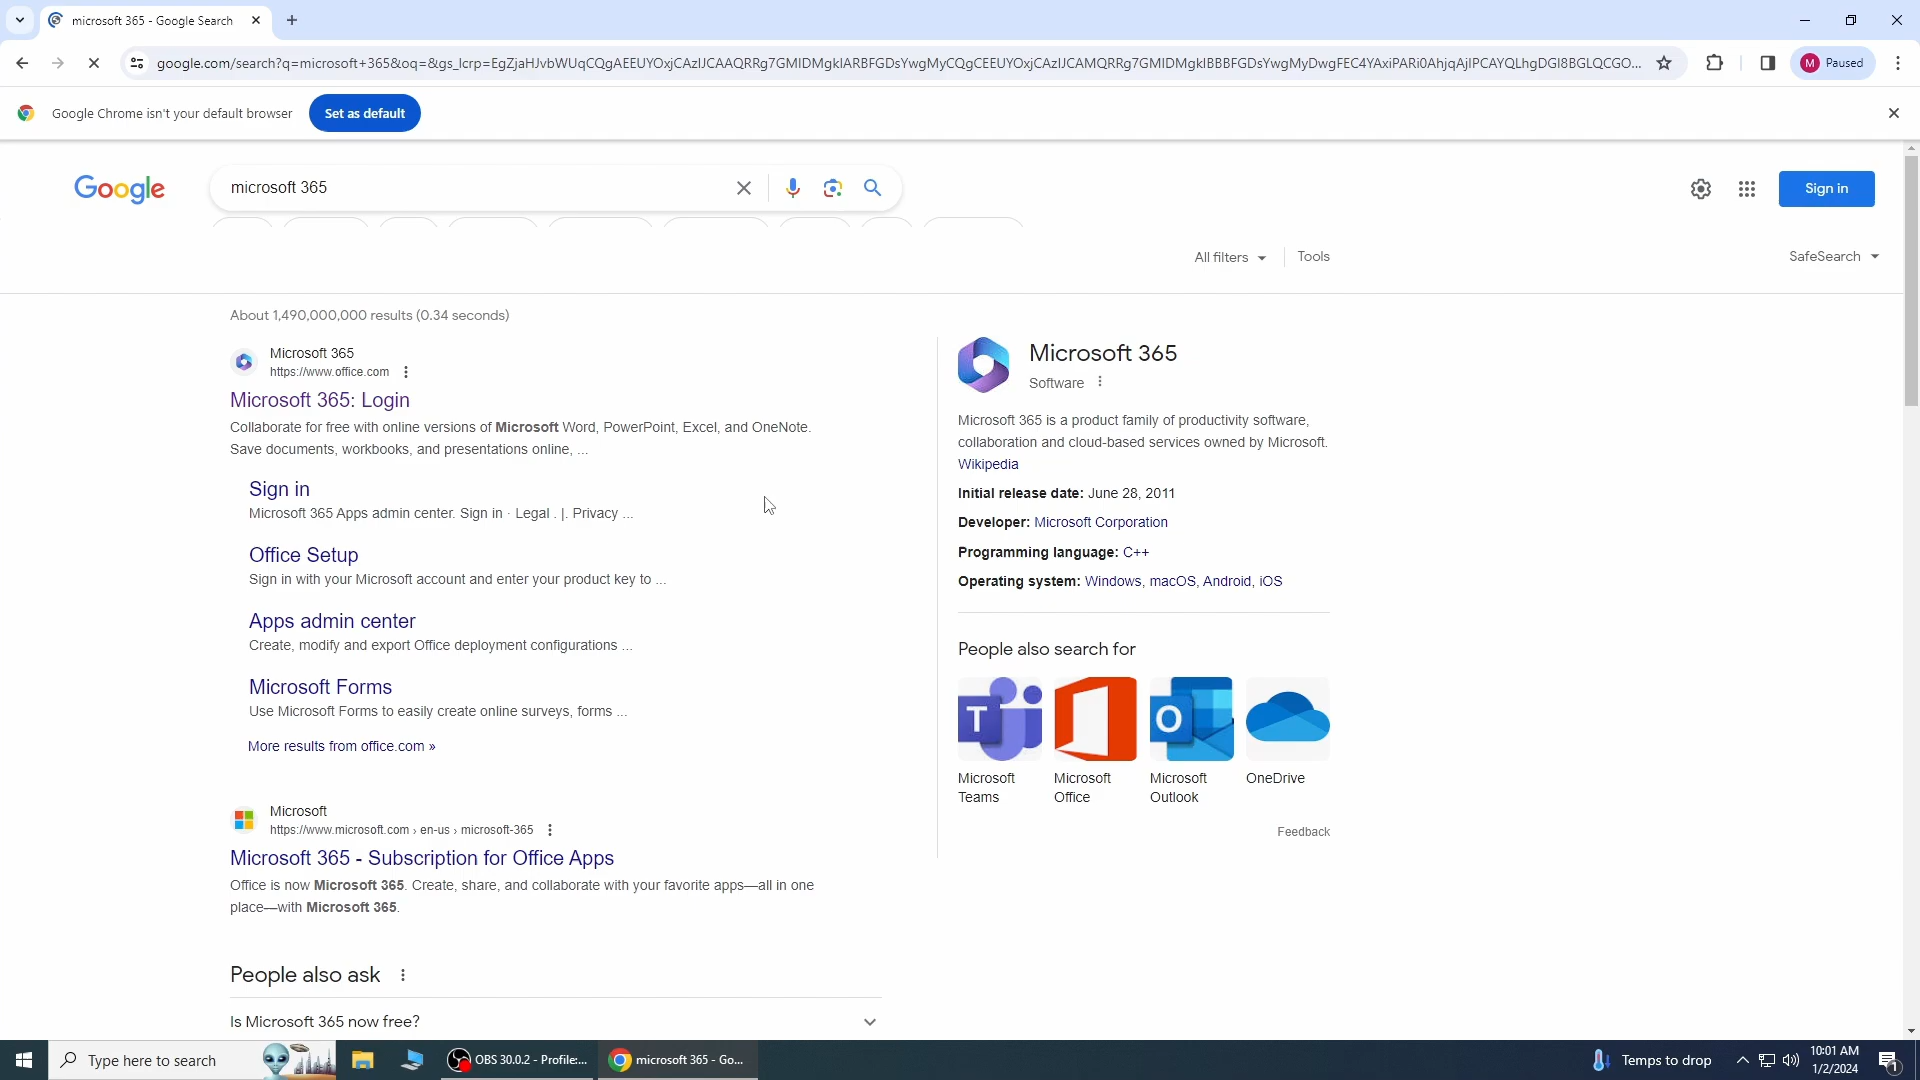 microsoft 365 - Google Search
google.com/search?q=microsoft+365&oq=&gs_lcrp=EgZjaHJvbWUqCQgAEEUYOxjCAzIJCAAQRRg7GMIDMgkIARBFGDsYwgMyCQgCEEUYOxjCAzIJCAMQRRg7GMIDMgkIBBBFGDsYwgMyDwgFEC4YAxiPARi0AhjqAjIPCAYQLhgDGI8BGLQCGO...
M Paused
Google Chrome isn't your default browser
Set as default
Google
microsoft 365
Sign in
All filters
Tools
SafeSearch
About 1,490,000,000 results (0.34 seconds)
Microsoft 365
https://www.office.com
Microsoft 365: Login
Collaborate for free with online versions of Microsoft Word, PowerPoint, Excel, and OneNote.
Save documents, workbooks, and presentations online, ...
Sign in
Microsoft 365 Apps admin center. Sign in · Legal . |. Privacy ...
Office Setup
Sign in with your Microsoft account and enter your product key to ...
Apps admin center
Create, modify and export Office deployment configurations ...
Microsoft Forms
Use Microsoft Forms to easily create online surveys, forms ...
More results from office.com »
Microsoft
https://www.microsoft.com › en-us › microsoft-365
Microsoft 365 - Subscription for Office Apps
Office is now Microsoft 365. Create, share, and collaborate with your favorite apps—all in one
place—with Microsoft 365.
People also ask
Is Microsoft 365 now free?
Microsoft 365
Software
Microsoft 365 is a product family of productivity software,
collaboration and cloud-based services owned by Microsoft.
Wikipedia
Initial release date: June 28, 2011
Developer: Microsoft Corporation
Programming language: C++
Operating system: Windows, macOS, Android, iOS
People also search for
T
O
Microsoft
Teams
Microsoft
Office
Microsoft
Outlook
OneDrive
Feedback
Type here to search
OBS 30.0.2 - Profile:...
microsoft 365 - Go...
Temps to drop
10:01 AM
1/2/2024
1